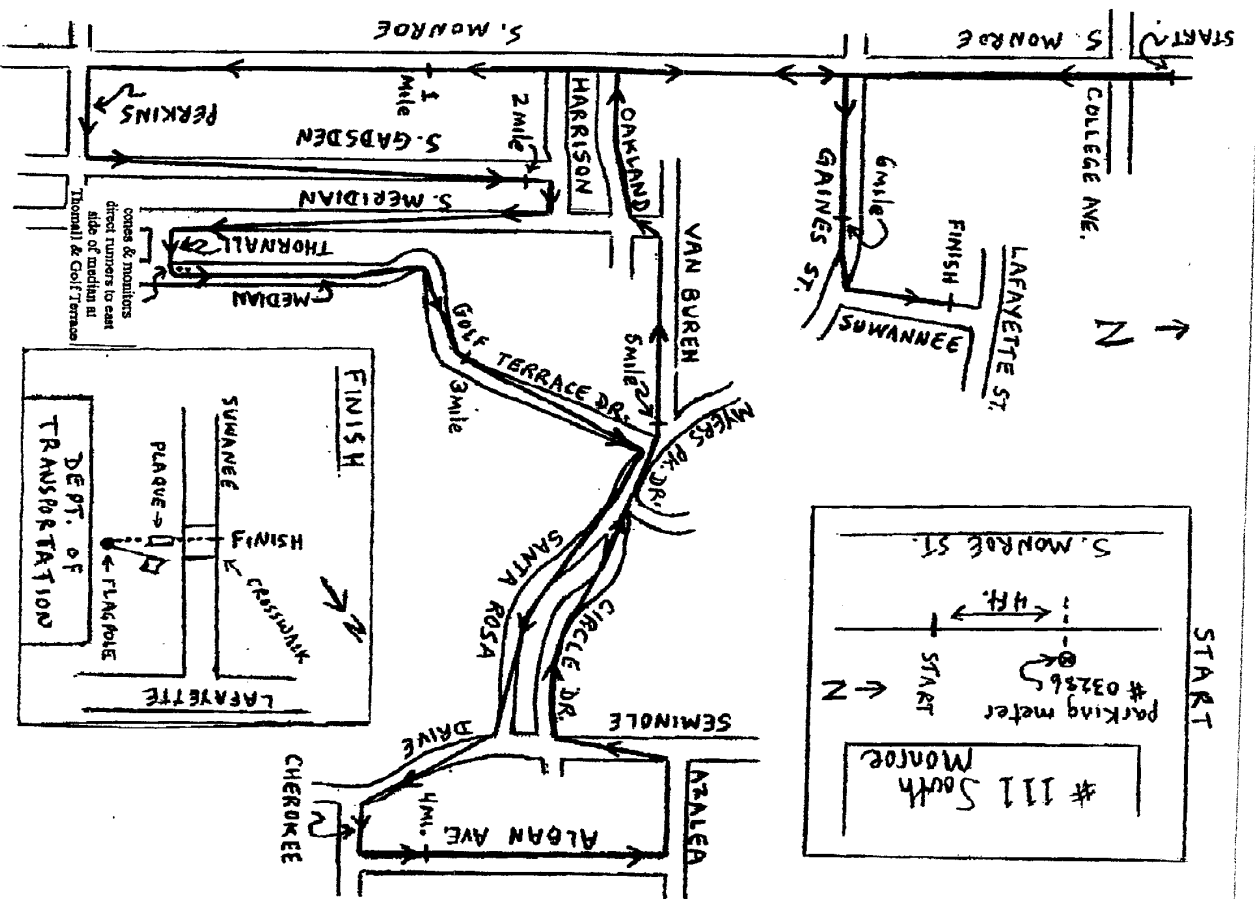 START
S. MONROE
S. MONROE
COLLEGE AVE.
1 Mile
2 mile
HARRISON
OAKLAND
PERKINS
S. GADSDEN
S. MERIDIAN
THORNALL
MEDIAN
cones & monitors
direct runners to east
side of median at
Thornall & Golf Terrace
GOLF TERRACE DR.
3 mile
VAN BUREN
5 mile
MYERS PK. DR.
GAINES ST.
6 mile
FINISH
LAFAYETTE ST.
SUWANNEE
N
SANTA ROSA
CIRCLE DR.
SEMINOLE
DRIVE
CHEROKEE
4 mi.
ALBAN AVE.
AZALEA
FINISH
SUWANEE
PLAQUE
FINISH
CROSSWALK
FLAGPOLE
DEPT. OF
TRANSPORTATION
LAFAYETTE
N
START
S. MONROE ST.
4 ft.
START
parking meter
# 03286
N
# 111 South
Monroe